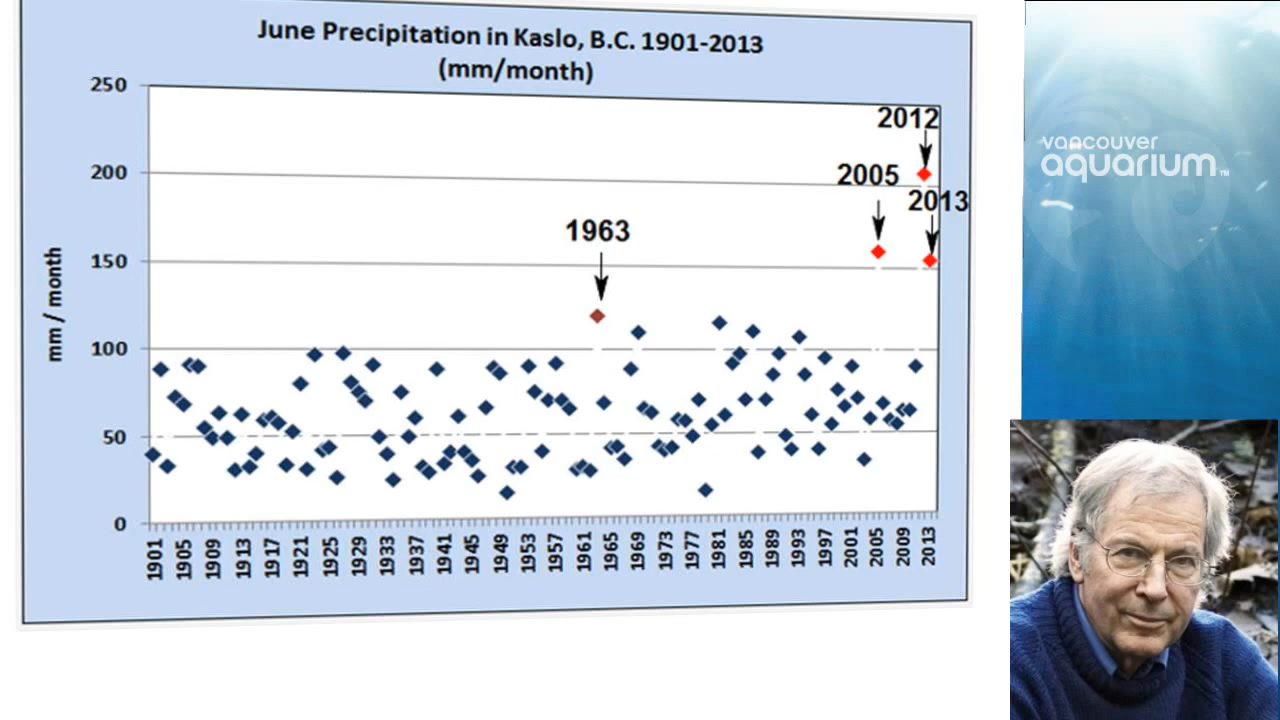 June Precipitation in Kaslo, B.C. 1901-2013
(mm/month)
250
200
150
100
50
0
mm / month
2012
2005
2013
1963
1901 1905 1909 1913 1917 1921 1925 1929 1933 1937 1941 1945 1949 1953 1957 1961 1965 1969 1973 1977 1981 1985 1989 1993 1997 2001 2005 2009 2013
vancouver
aquarium™